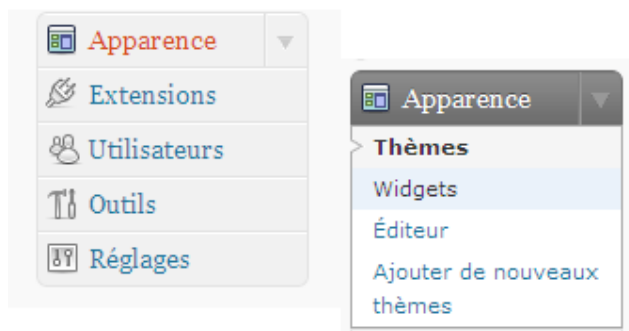 Apparence
Extensions
Utilisateurs
Outils
Réglages
Apparence
Thèmes
Widgets
Éditeur
Ajouter de nouveaux
thèmes